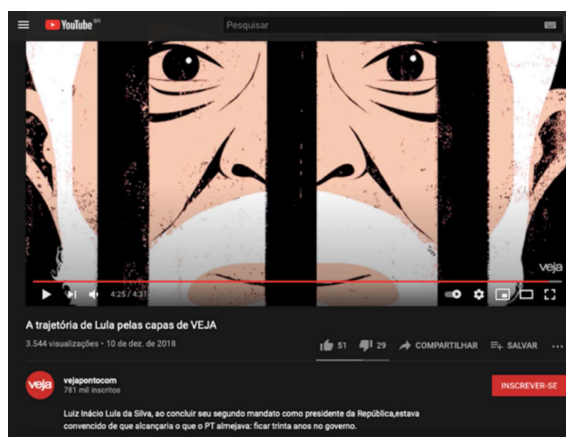 YouTube BR
Pesquisar
veja
4:25 / 4:31
A trajetória de Lula pelas capas de VEJA
3.544 visualizações • 10 de dez. de 2018
51
29
COMPARTILHAR
SALVAR
veja
vejapontocom
781 mil inscritos
INSCREVER-SE
Luiz Inácio Lula da Silva, ao concluir seu segundo mandato como presidente da República,estava
convencido de que alcançaria o que o PT almejava: ficar trinta anos no governo.